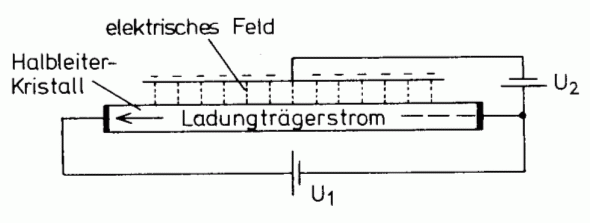 elektrisches Feld
Halbleiter-
Kristall
U2
Ladungträgerstrom
U1